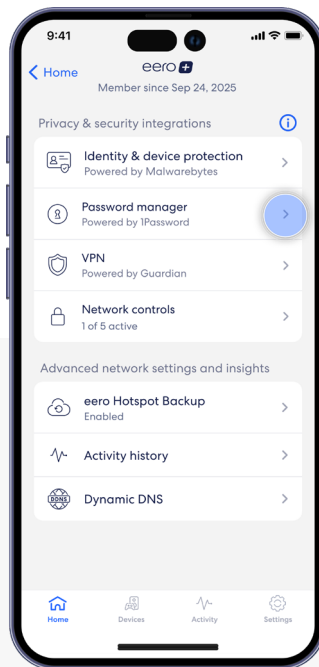 9:41
Home
eero +
Member since Sep 24, 2025
Privacy & security integrations
Identity & device protection
Powered by Malwarebytes
Password manager
Powered by 1Password
VPN
Powered by Guardian
Network controls
1 of 5 active
Advanced network settings and insights
eero Hotspot Backup
Enabled
Activity history
DDNS
Dynamic DNS
Home Devices Activity Settings